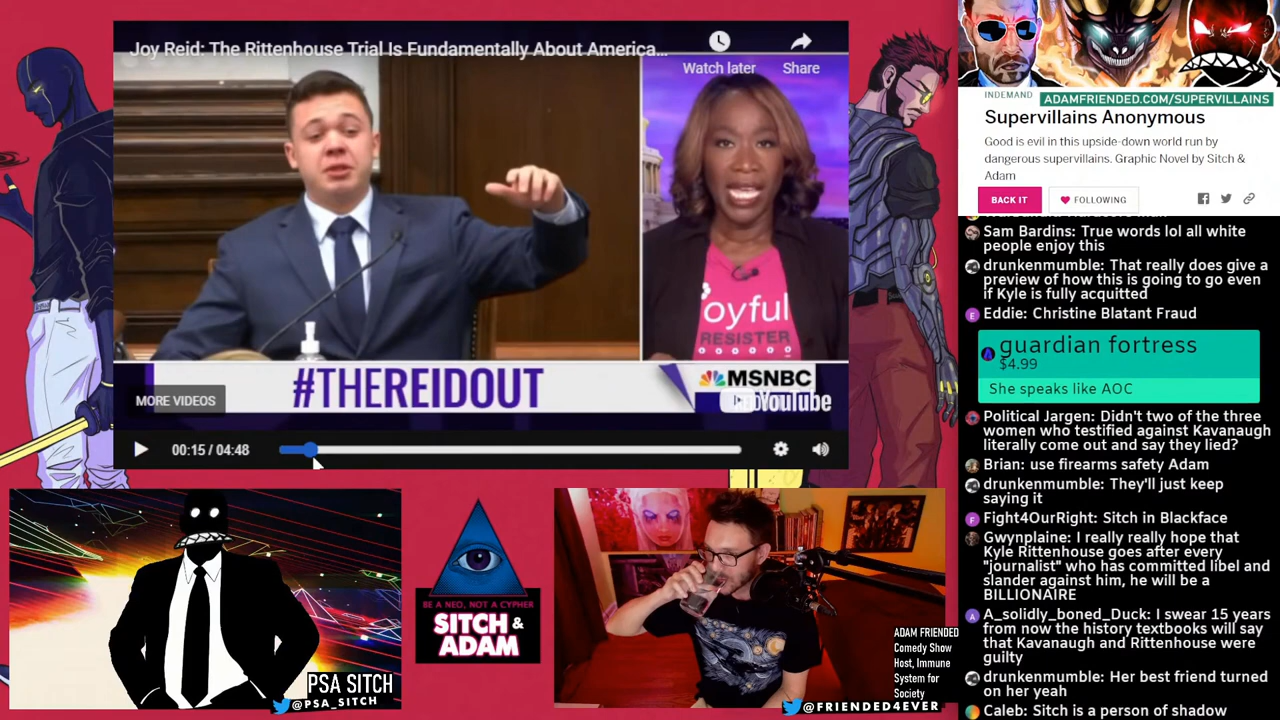 Joy Reid: The Rittenhouse Trial Is Fundamentally About America...
Watch later
Share
oyful
RESISTER
#THEREIDOUT
MSNBC
YouTube
MORE VIDEOS
00:15 / 04:48
BE A NEO, NOT A CYPHER
SITCH &
ADAM
PSA SITCH
@PSA_SITCH
ADAM FRIENDED
Comedy Show
Host, Immune
System for
Society
@FRIENDED4EVER
INDEMAND
ADAMFRIENDED.COM/SUPERVILLAINS
Supervillains Anonymous
Good is evil in this upside-down world run by
dangerous supervillains. Graphic Novel by Sitch &
Adam
BACK IT
FOLLOWING
Sam Bardins: True words lol all white
people enjoy this
drunkenmumble: That really does give a
preview of how this is going to go even
if Kyle is fully acquitted
Eddie: Christine Blatant Fraud
guardian fortress
$4.99
She speaks like AOC
Political Jargen: Didn't two of the three
women who testified against Kavanaugh
literally come out and say they lied?
Brian: use firearms safety Adam
drunkenmumble: They'll just keep
saying it
Fight4OurRight: Sitch in Blackface
Gwynplaine: I really really hope that
Kyle Rittenhouse goes after every
"journalist" who has committed libel and
slander against him, he will be a
BILLIONAIRE
A_solidly_boned_Duck: I swear 15 years
from now the history textbooks will say
that Kavanaugh and Rittenhouse were
guilty
drunkenmumble: Her best friend turned
on her yeah
Caleb: Sitch is a person of shadow